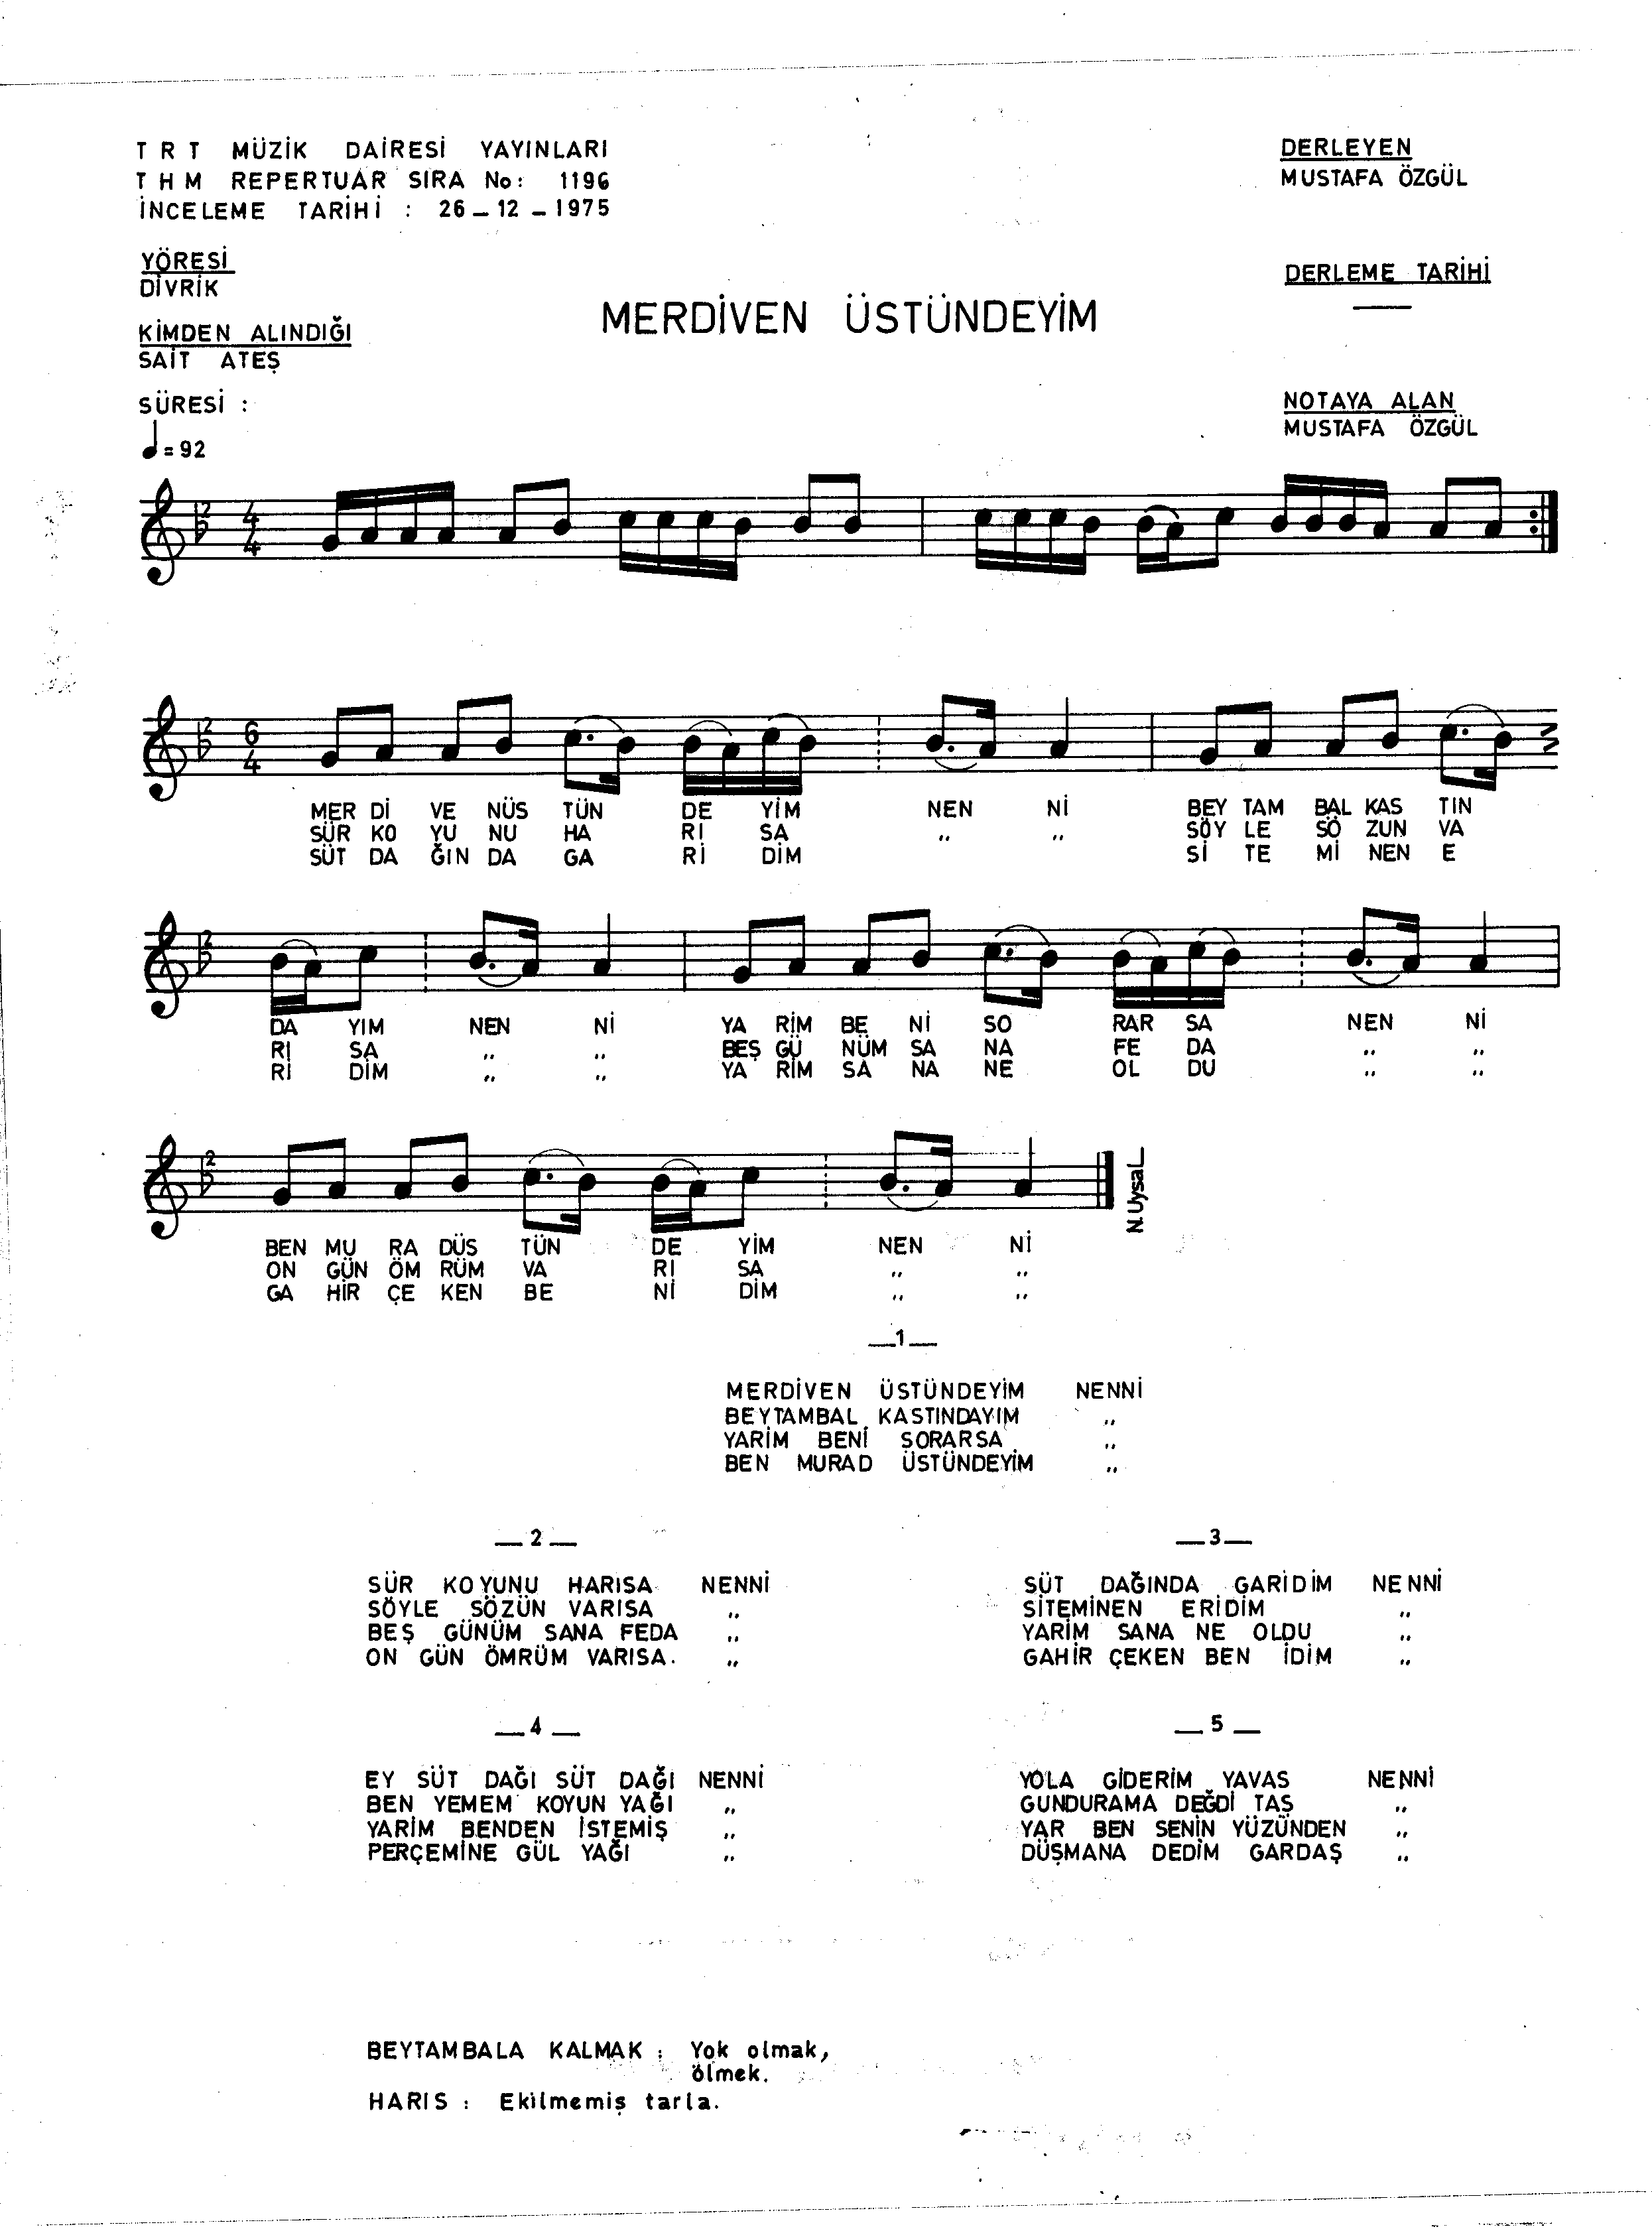 T R T MÜZİK DAİRESİ YAYINLARI
T H M REPERTUAR SIRA No: 1196
İNCELEME TARİHİ : 26 _ 12 _ 1975
DERLEYEN
MUSTAFA ÖZGÜL
YÖRESİ
DİVRİK
DERLEME TARİHİ
MERDİVEN ÜSTÜNDEYİM
KİMDEN ALINDIĞI
SAİT ATEŞ
SÜRESİ :
NOTAYA ALAN
MUSTAFA ÖZGÜL
= 92
2
4
4
2
6
4
MER Dİ VE NÜS TÜN DE YİM NEN Nİ BEY TAM BAL KAS TIN
SÜR KO YU NU HA RI SA ,, ,, SÖY LE SÖ ZUN VA
SÜT DA ĞIN DA GA Rİ DİM Sİ TE Mİ NEN E
2
DA YIM NEN Nİ YA RİM BE Nİ SO RAR SA NEN Nİ
RI SA ,, ,, BEŞ GÜ NÜM SA NA FE DA ,, ,,
Rİ DİM ,, ,, YA RİM SA NA NE OL DU ,, ,,
2
N.Uysal
BEN MU RA DÜS TÜN DE YİM NEN Nİ
ON GÜN ÖM RÜM VA RI SA ,, ,,
GA HİR ÇE KEN BE Nİ DİM ,, ,,
_1_
MERDİVEN ÜSTÜNDEYİM NENNİ
BEYTAMBAL KASTINDAYIM ,,
YARİM BENİ SORARSA ,,
BEN MURAD ÜSTÜNDEYİM ,,
_ 2 _
SÜR KOYUNU HARISA NENNİ
SÖYLE SÖZÜN VARISA ,,
BEŞ GÜNÜM SANA FEDA ,,
ON GÜN ÖMRÜM VARISA. ,,
_3_
SÜT DAĞINDA GARİDİM NENNİ
SİTEMİNEN ERİDİM ,,
YARİM SANA NE OLDU ,,
GAHİR ÇEKEN BEN İDİM ,,
_ 4 _
EY SÜT DAĞI SÜT DAĞI NENNİ
BEN YEMEM KOYUN YAĞI ,,
YARİM BENDEN İSTEMİŞ ,,
PERÇEMİNE GÜL YAĞI ,,
_ 5 _
YOLA GİDERİM YAVAS NENNİ
GUNDURAMA DEĞDİ TAŞ ,,
YAR BEN SENİN YÜZÜNDEN ,,
DÜŞMANA DEDİM GARDAŞ ,,
BEYTAMBALA KALMAK : Yok olmak,
ölmek.
HARIS : Ekilmemiş tarla.